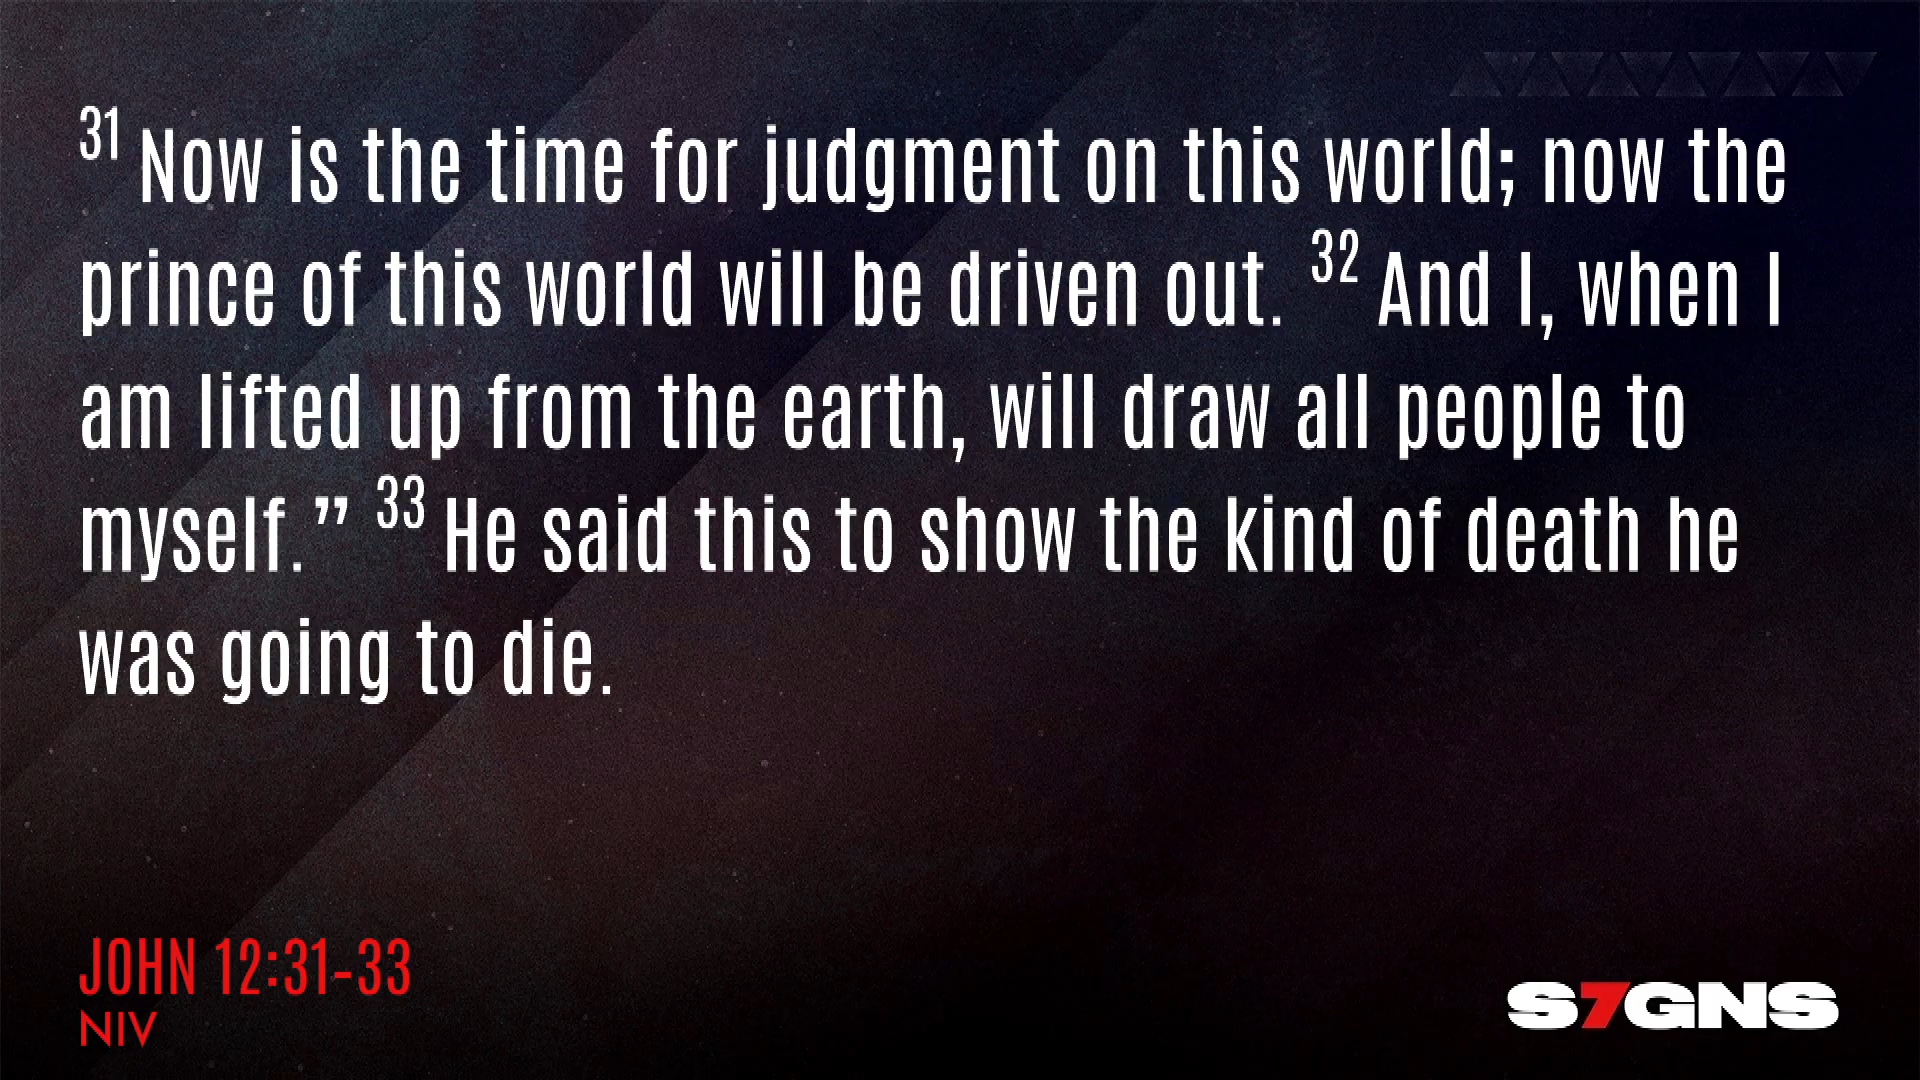 31 Now is the time for judgment on this world; now the
prince of this world will be driven out. 32 And I, when I
am lifted up from the earth, will draw all people to
myself.” 33 He said this to show the kind of death he
was going to die.
JOHN 12:31-33
NIV
S7GNS